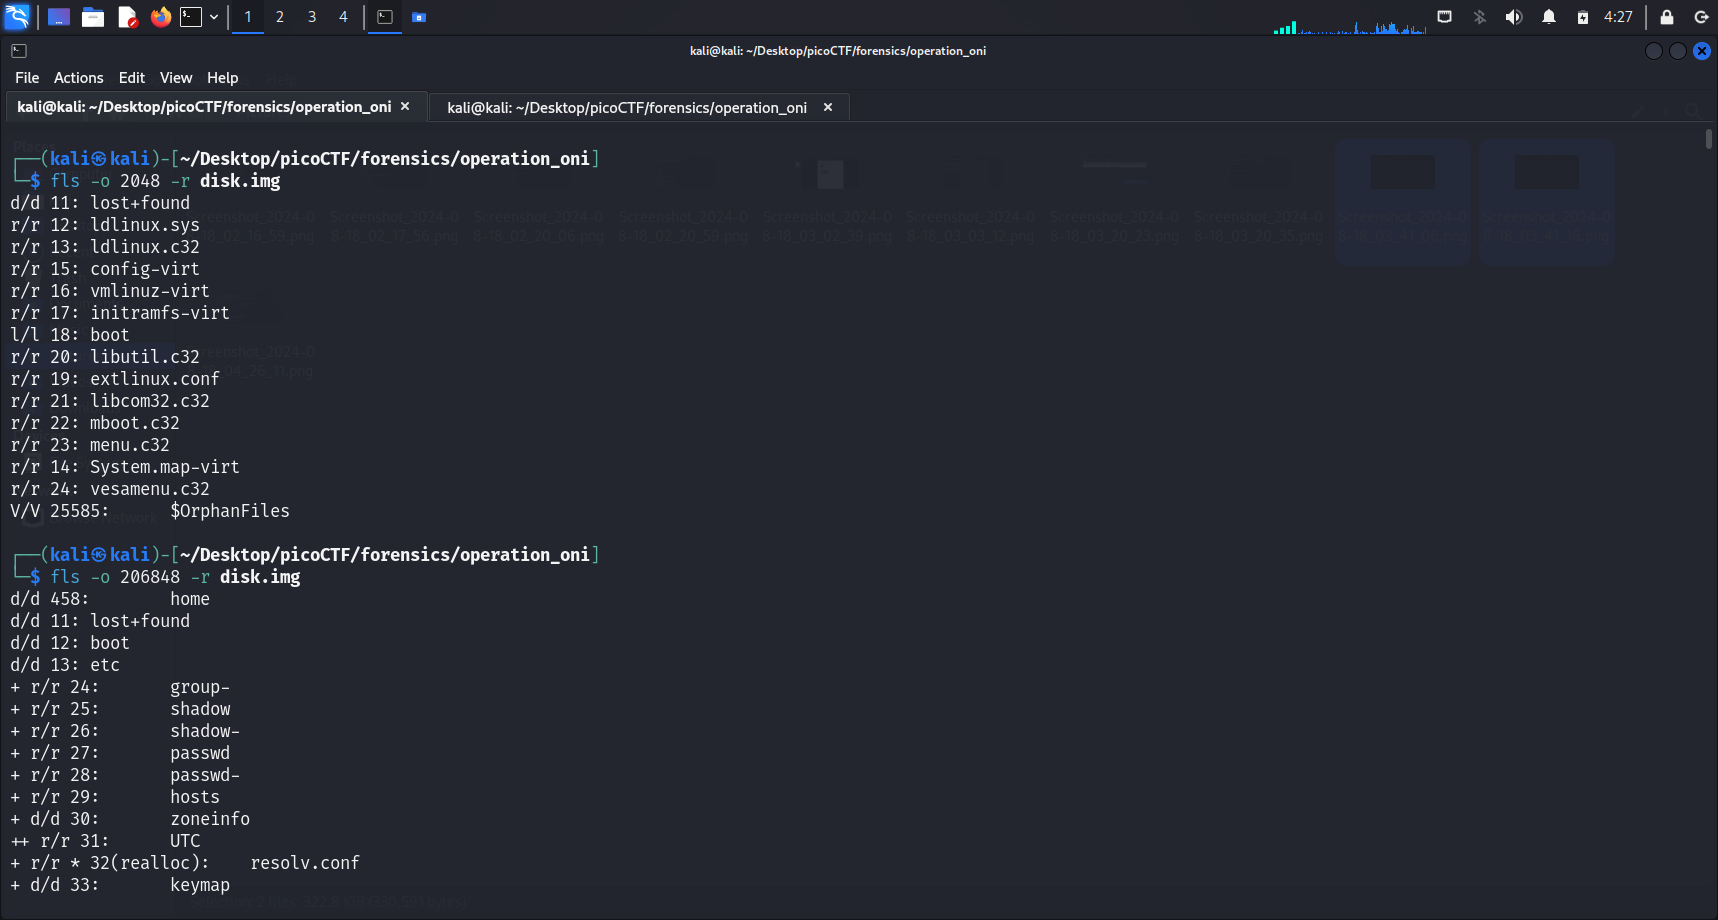 1 2 3 4 4:27
kali@kali: ~/Desktop/picoCTF/forensics/operation_oni
File Actions Edit View Help
kali@kali: ~/Desktop/picoCTF/forensics/operation_oni × kali@kali: ~/Desktop/picoCTF/forensics/operation_oni ×
┌──(kali㉿kali)-[~/Desktop/picoCTF/forensics/operation_oni]
└─$ fls -o 2048 -r disk.img
d/d 11: lost+found
r/r 12: ldlinux.sys
r/r 13: ldlinux.c32
r/r 15: config-virt
r/r 16: vmlinuz-virt
r/r 17: initramfs-virt
l/l 18: boot
r/r 20: libutil.c32
r/r 19: extlinux.conf
r/r 21: libcom32.c32
r/r 22: mboot.c32
r/r 23: menu.c32
r/r 14: System.map-virt
r/r 24: vesamenu.c32
V/V 25585: $OrphanFiles
┌──(kali㉿kali)-[~/Desktop/picoCTF/forensics/operation_oni]
└─$ fls -o 206848 -r disk.img
d/d 458: home
d/d 11: lost+found
d/d 12: boot
d/d 13: etc
+ r/r 24: group-
+ r/r 25: shadow
+ r/r 26: shadow-
+ r/r 27: passwd
+ r/r 28: passwd-
+ r/r 29: hosts
+ d/d 30: zoneinfo
++ r/r 31: UTC
+ r/r * 32(realloc): resolv.conf
+ d/d 33: keymap